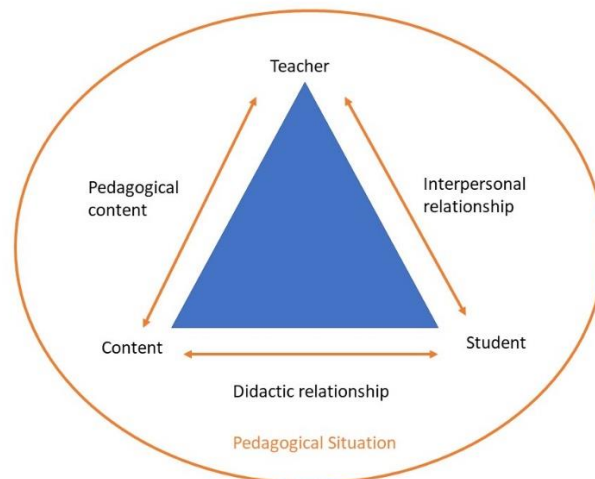 Teacher
Pedagogical
content
Interpersonal
relationship
Content
Student
Didactic relationship
Pedagogical Situation